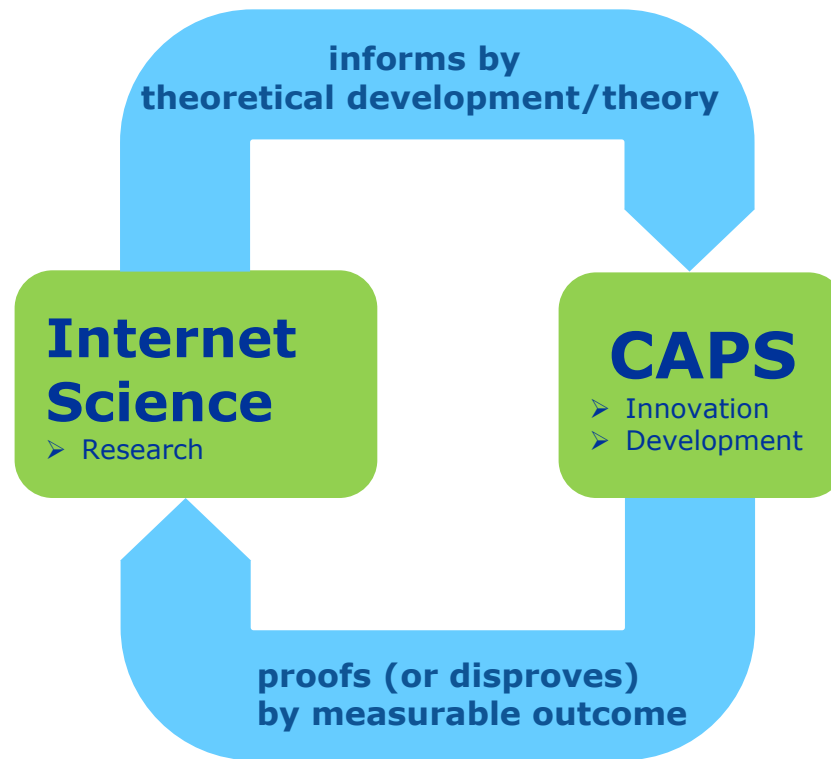 informs by
theoretical development/theory
Internet
Science
➢ Research
CAPS
➢ Innovation
➢ Development
proofs (or disproves)
by measurable outcome